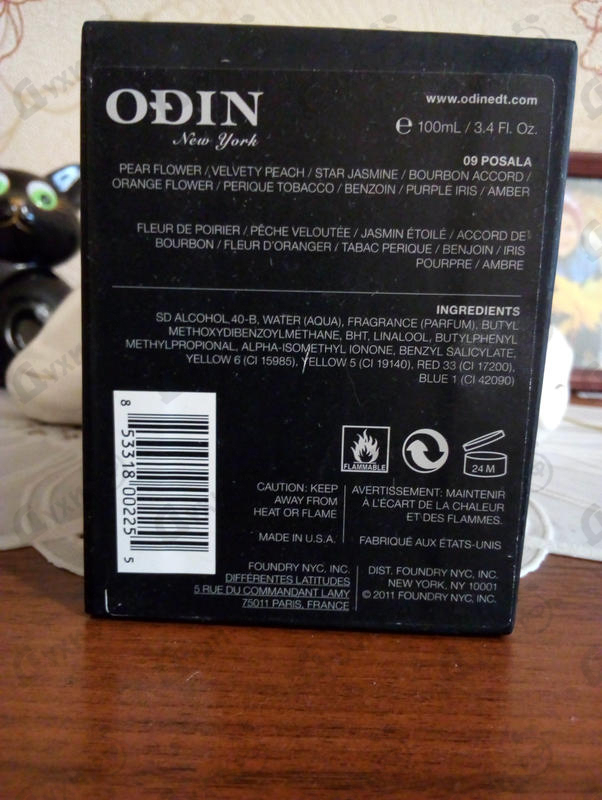 ODIN
New York
www.odinedt.com
℮ 100mL / 3.4 Fl. Oz.
09 POSALA
PEAR FLOWER / VELVETY PEACH / STAR JASMINE / BOURBON ACCORD /
ORANGE FLOWER / PERIQUE TOBACCO / BENZOIN / PURPLE IRIS / AMBER
FLEUR DE POIRIER / PÊCHE VELOUTÉE / JASMIN ÉTOILÉ / ACCORD DE
BOURBON / FLEUR D'ORANGER / TABAC PERIQUE / BENJOIN / IRIS
POURPRE / AMBRE
INGREDIENTS
SD ALCOHOL 40-B, WATER (AQUA), FRAGRANCE (PARFUM), BUTYL
METHOXYDIBENZOYLMETHANE, BHT, LINALOOL, BUTYLPHENYL
METHYLPROPIONAL, ALPHA-ISOMETHYL IONONE, BENZYL SALICYLATE,
YELLOW 6 (CI 15985), YELLOW 5 (CI 19140), RED 33 (CI 17200),
BLUE 1 (CI 42090)
8 53318 00225 5
FLAMMABLE
24 M
CAUTION: KEEP
AWAY FROM
HEAT OR FLAME
MADE IN U.S.A.
AVERTISSEMENT: MAINTENIR
À L'ÉCART DE LA CHALEUR
ET DES FLAMMES.
FABRIQUÉ AUX ÉTATS-UNIS
FOUNDRY NYC, INC.
DIFFÉRENTES LATITUDES
5 RUE DU COMMANDANT LAMY
75011 PARIS, FRANCE
DIST. FOUNDRY NYC, INC.
NEW YORK, NY 10001
© 2011 FOUNDRY NYC, INC.